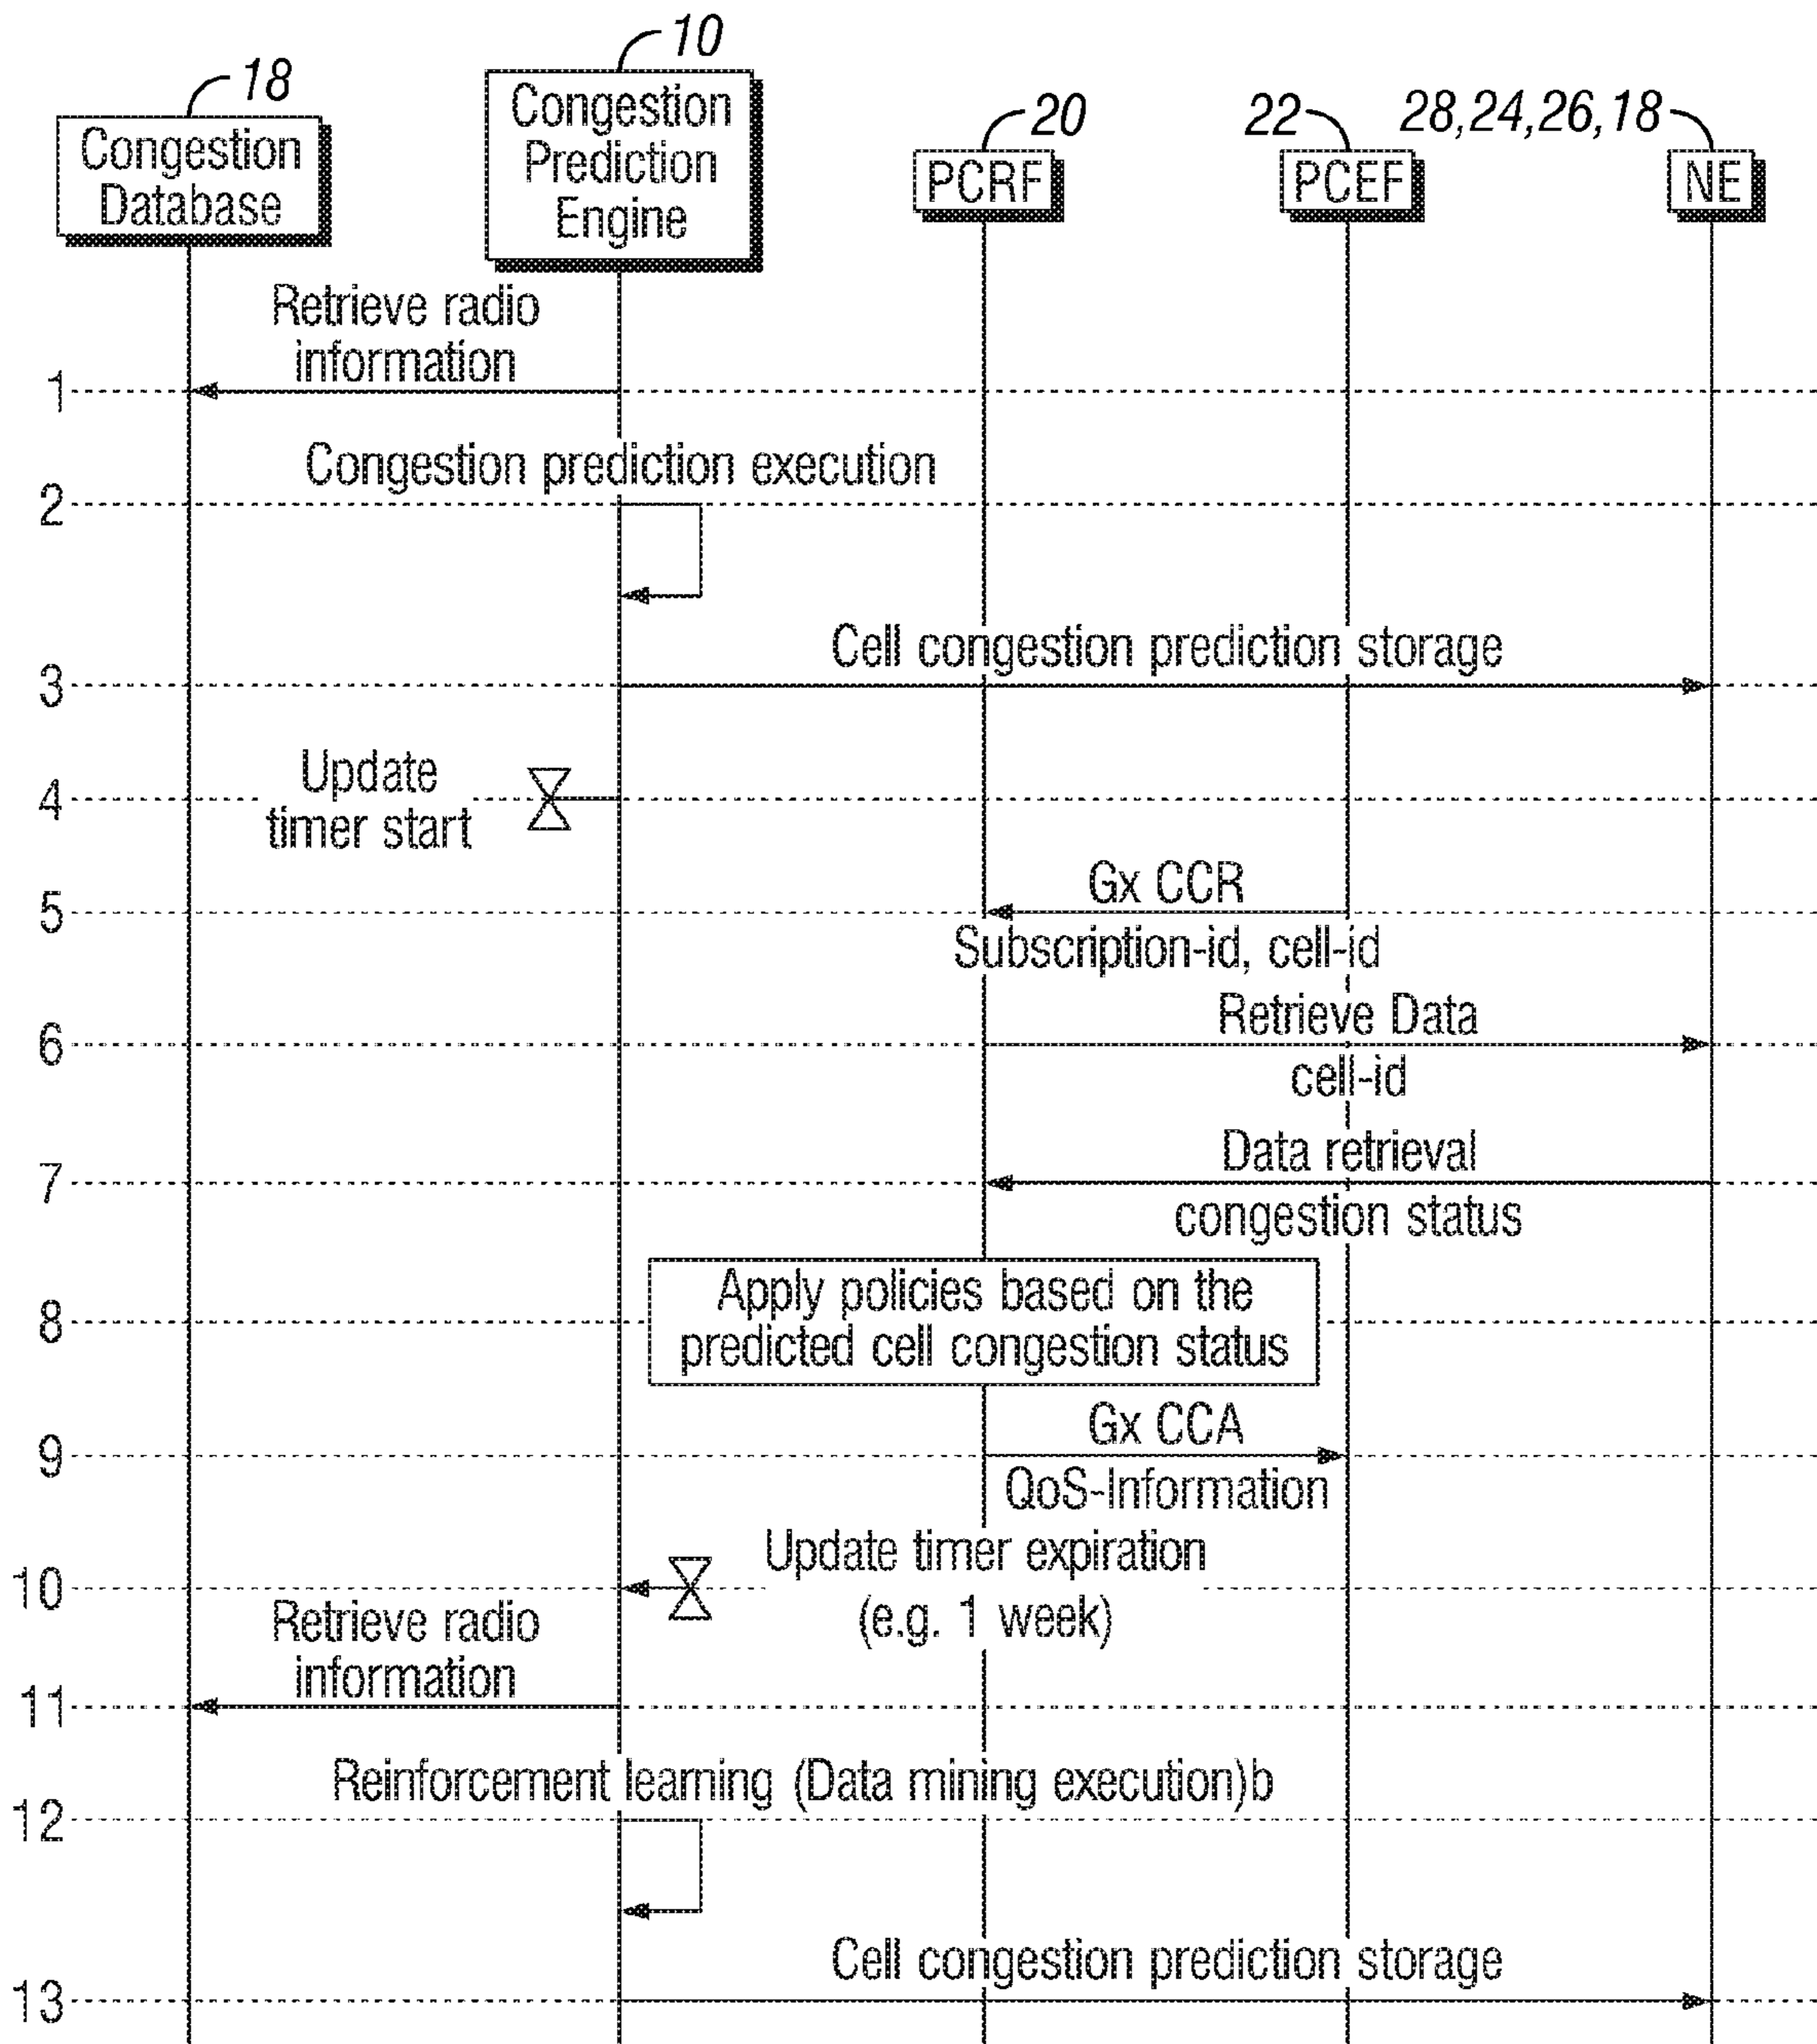 10
18
Congestion
Prediction
Engine
20
22
28,24,26,18
Congestion
Database
PCRF
PCEF
NE
Retrieve radio
information
1
Congestion prediction execution
2
Cell congestion prediction storage
3
Update
timer start
4
Gx CCR
5
Subscription-id, cell-id
Retrieve Data
6
cell-id
Data retrieval
7
congestion status
Apply policies based on the
predicted cell congestion status
8
Gx CCA
9
QoS-Information
Update timer expiration
(e.g. 1 week)
10
Retrieve radio
information
11
Reinforcement learning (Data mining execution)b
12
Cell congestion prediction storage
13